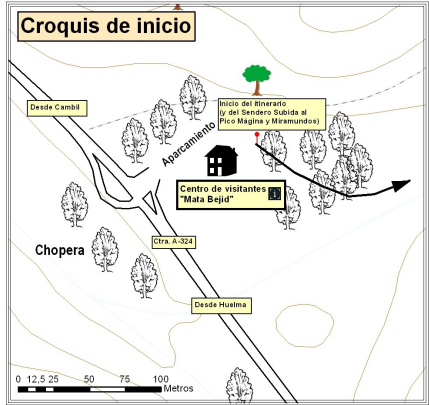 Croquis de inicio
Desde Cambil
Aparcamiento
Inicio del Itinerario
(y del Sendero Subida al
Pico Mágina y Miramundos)
Centro de visitantes
"Mata Bejid"
i
Chopera
Ctra. A-324
Desde Huelma
0 12,5 25 50 75 100
Metros